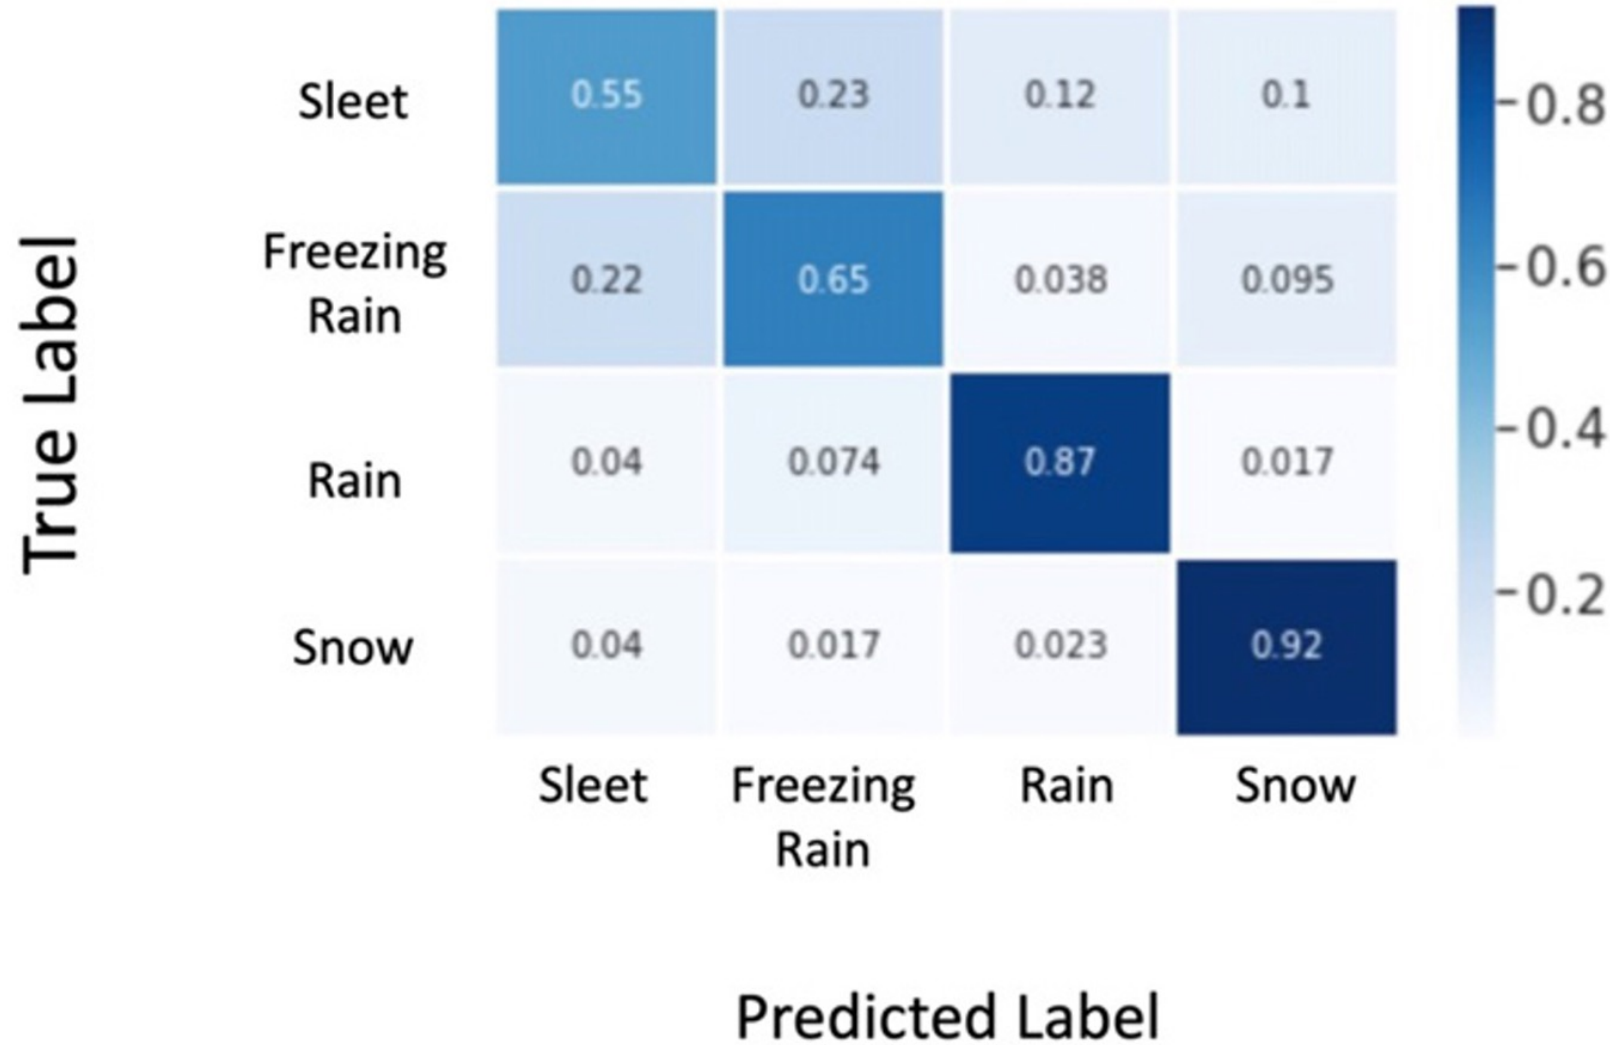 True Label
Sleet
0.55 0.23 0.12 0.1
Freezing
Rain
0.22 0.65 0.038 0.095
Rain
0.04 0.074 0.87 0.017
Snow
0.04 0.017 0.023 0.92
Sleet Freezing Rain Snow
Rain
Predicted Label
0.8
0.6
0.4
0.2